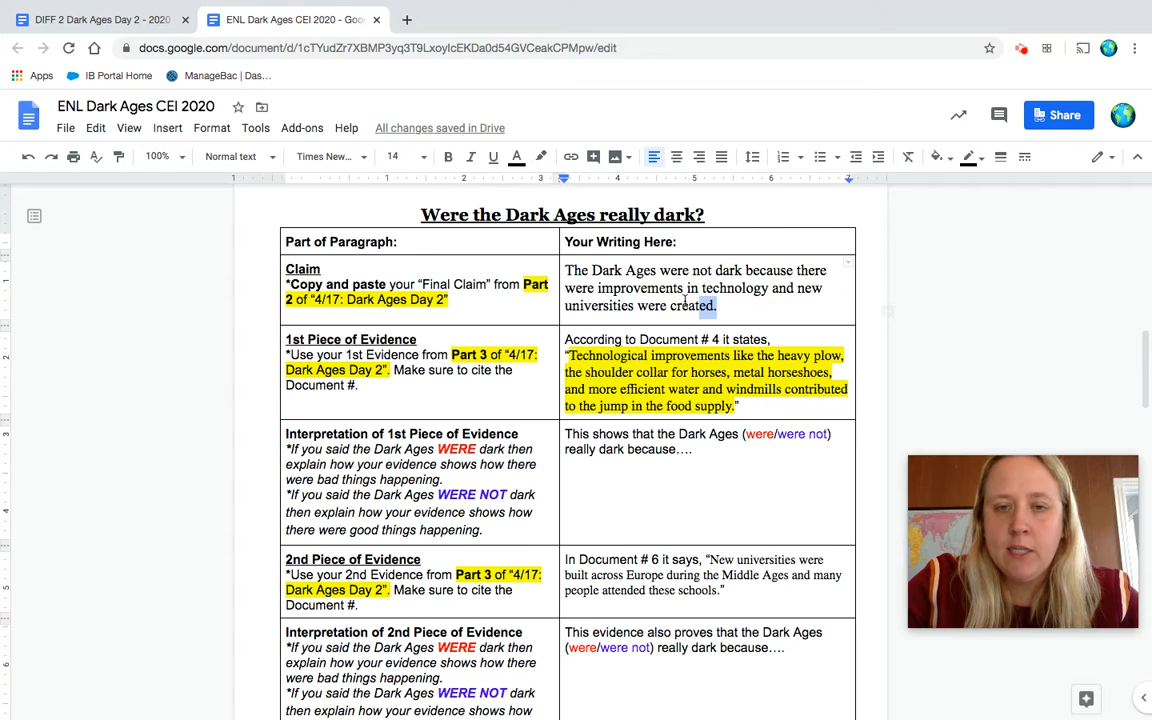 DIFF 2 Dark Ages Day 2 - 2020
ENL Dark Ages CEI 2020 - Goo
docs.google.com/document/d/1cTYudZr7XBMP3yq3T9LxoyIcEKDa0d54GVCeakCPMpw/edit
Apps IB Portal Home ManageBac | Das…
ENL Dark Ages CEI 2020
File Edit View Insert Format Tools Add-ons Help All changes saved in Drive
Share
100% Normal text Times New… 14
1 1 2 3 4 5 6 7
Were the Dark Ages really dark?
Part of Paragraph:
Your Writing Here:
Claim
*Copy and paste your “Final Claim” from Part
2 of “4/17: Dark Ages Day 2”
The Dark Ages were not dark because there
were improvements in technology and new
universities were created.
1st Piece of Evidence
*Use your 1st Evidence from Part 3 of “4/17:
Dark Ages Day 2”. Make sure to cite the
Document #.
According to Document # 4 it states,
“Technological improvements like the heavy plow,
the shoulder collar for horses, metal horseshoes,
and more efficient water and windmills contributed
to the jump in the food supply.”
Interpretation of 1st Piece of Evidence
*If you said the Dark Ages WERE dark then
explain how your evidence shows how there
were bad things happening.
*If you said the Dark Ages WERE NOT dark
then explain how your evidence shows how
there were good things happening.
This shows that the Dark Ages (were/were not)
really dark because….
2nd Piece of Evidence
*Use your 2nd Evidence from Part 3 of “4/17:
Dark Ages Day 2”. Make sure to cite the
Document #.
In Document # 6 it says, “New universities were
built across Europe during the Middle Ages and many
people attended these schools.”
Interpretation of 2nd Piece of Evidence
*If you said the Dark Ages WERE dark then
explain how your evidence shows how there
were bad things happening.
*If you said the Dark Ages WERE NOT dark
then explain how your evidence shows how
This evidence also proves that the Dark Ages
(were/were not) really dark because….